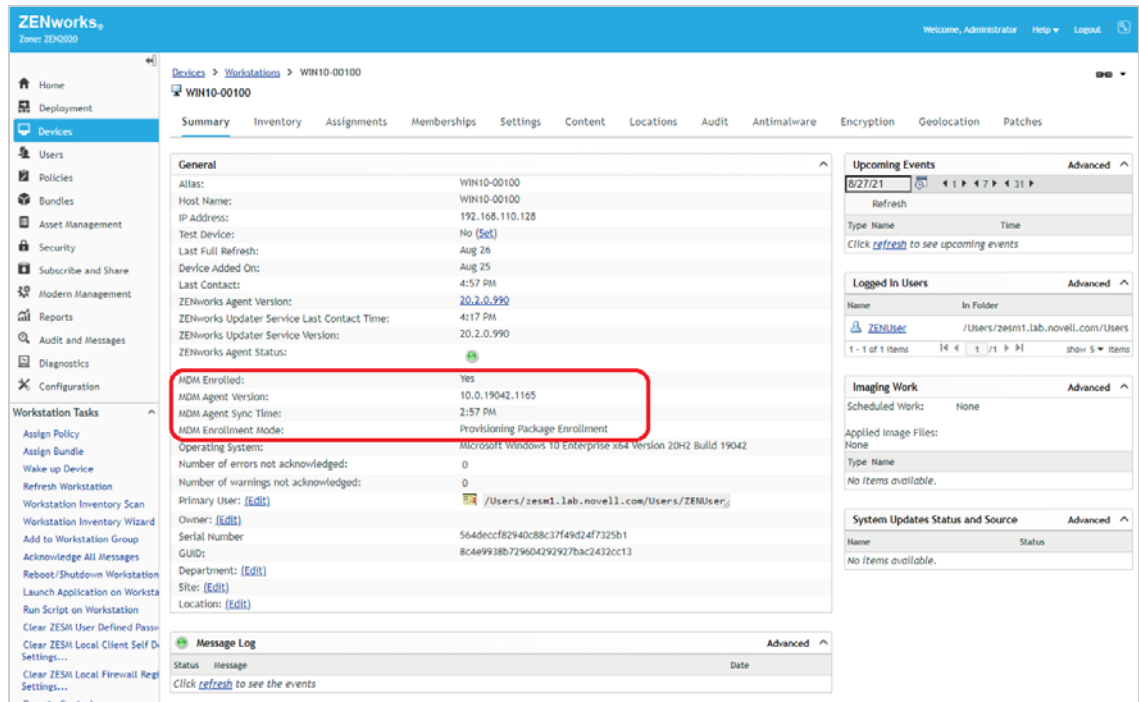 ZENworks®
Zone: ZEN2020
Welcome, Administrator Help Logout
Home
Deployment
Devices
Users
Policies
Bundles
Asset Management
Security
Subscribe and Share
Modern Management
Reports
Audit and Messages
Diagnostics
Configuration
Workstation Tasks
Assign Policy
Assign Bundle
Wake up Device
Refresh Workstation
Workstation Inventory Scan
Workstation Inventory Wizard
Add to Workstation Group
Acknowledge All Messages
Reboot/Shutdown Workstation
Launch Application on Worksta
Run Script on Workstation
Clear ZESM User Defined Passw
Clear ZESM Local Client Self D
Settings...
Clear ZESM Local Firewall Regi
Settings...
Devices > Workstations > WIN10-00100
WIN10-00100
Summary Inventory Assignments Memberships Settings Content Locations Audit Antimalware Encryption Geolocation Patches
General
Alias: WIN10-00100
Host Name: WIN10-00100
IP Address: 192.168.110.128
Test Device: No (Set)
Last Full Refresh: Aug 26
Device Added On: Aug 25
Last Contact: 4:57 PM
ZENworks Agent Version: 20.2.0.990
ZENworks Updater Service Last Contact Time: 4:17 PM
ZENworks Updater Service Version: 20.2.0.990
ZENworks Agent Status:
MDM Enrolled: Yes
MDM Agent Version: 10.0.19042.1165
MDM Agent Sync Time: 2:57 PM
MDM Enrollment Mode: Provisioning Package Enrollment
Operating System: Microsoft Windows 10 Enterprise x64 Version 20H2 Build 19042
Number of errors not acknowledged: 0
Number of warnings not acknowledged: 0
Primary User: (Edit) /Users/zesm1.lab.novell.com/Users/ZENUser
Owner: (Edit)
Serial Number 564deccf82940c88c37f49d24f7325b1
GUID: 8c4e9938b729604292927bac2432cc13
Department: (Edit)
Site: (Edit)
Location: (Edit)
Message Log Advanced
Status Message Date
Click refresh to see the events
Upcoming Events Advanced
8/27/21 1 7 31
Refresh
Type Name Time
Click refresh to see upcoming events
Logged In Users Advanced
Name In Folder
ZENUser /Users/zesm1.lab.novell.com/Users
1 - 1 of 1 items 1 /1 show 5 items
Imaging Work Advanced
Scheduled Work: None
Applied Image Files:
None
Type Name
No items available.
System Updates Status and Source Advanced
Name Status
No items available.